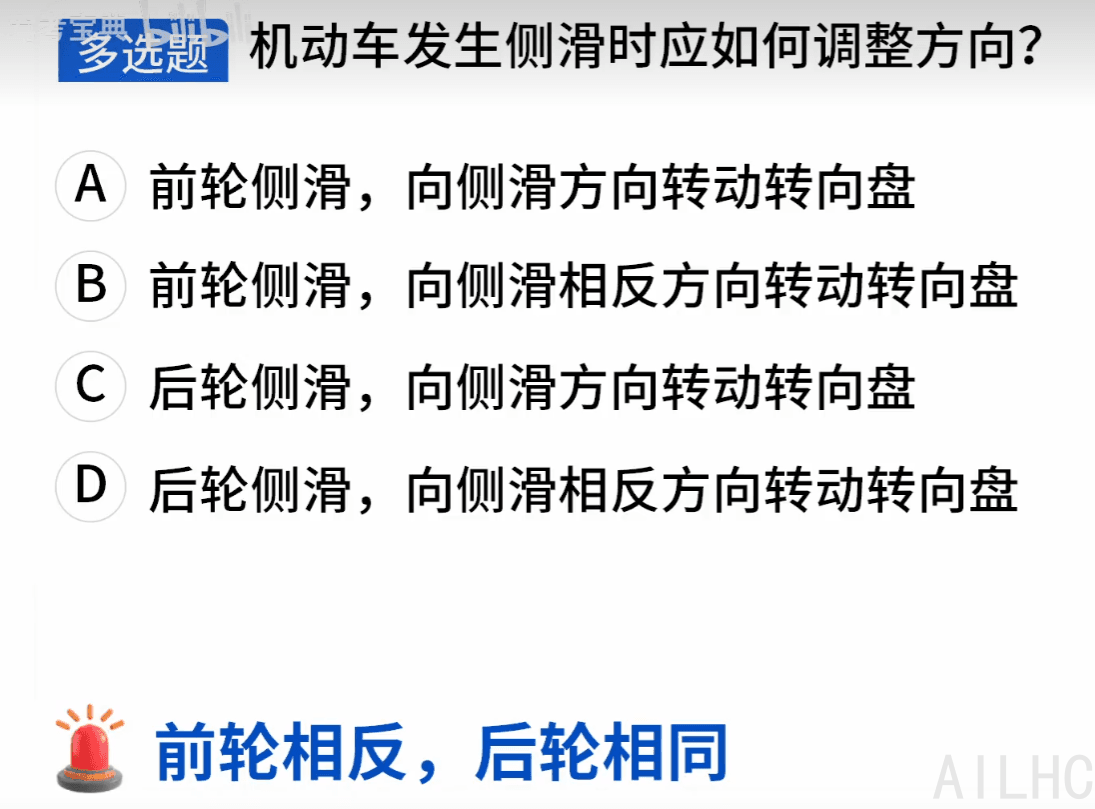 多选题 机动车发生侧滑时应如何调整方向？
A 前轮侧滑，向侧滑方向转动转向盘
B 前轮侧滑，向侧滑相反方向转动转向盘
C 后轮侧滑，向侧滑方向转动转向盘
D 后轮侧滑，向侧滑相反方向转动转向盘
前轮相反，后轮相同
AILHC